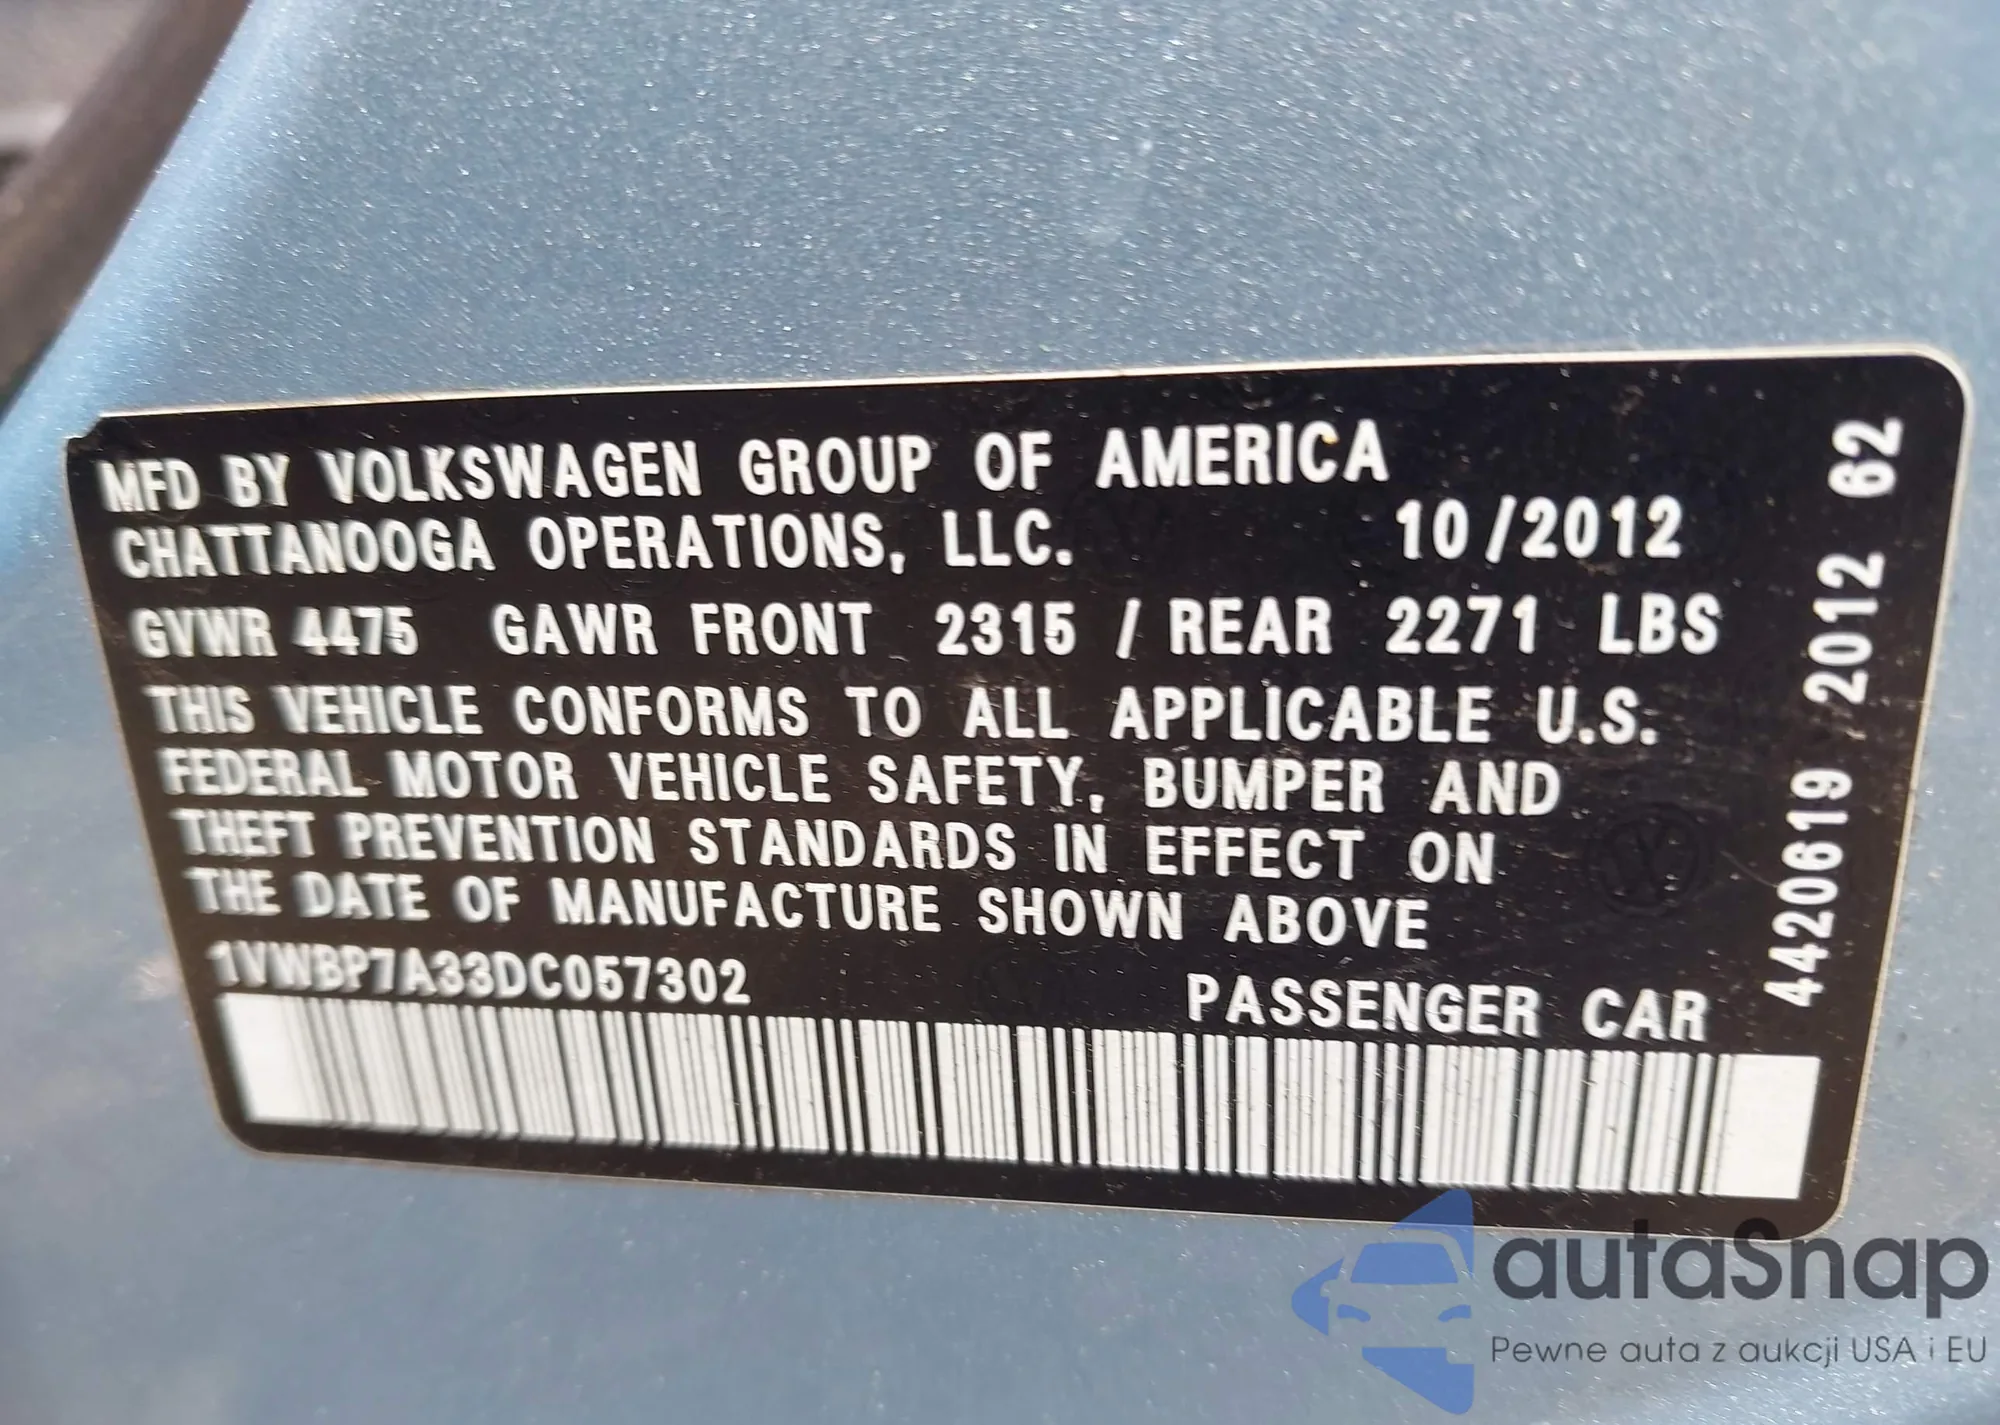 MFD BY VOLKSWAGEN GROUP OF AMERICA
CHATTANOOGA OPERATIONS, LLC. 10/2012
GVWR 4475 GAWR FRONT 2315 / REAR 2271 LBS
THIS VEHICLE CONFORMS TO ALL APPLICABLE U.S.
FEDERAL MOTOR VEHICLE SAFETY, BUMPER AND
THEFT PREVENTION STANDARDS IN EFFECT ON
THE DATE OF MANUFACTURE SHOWN ABOVE
1VWBP7A33DC057302 PASSENGER CAR
4420619 2012 62
autaSnap
Pewne auta z aukcji USA i EU